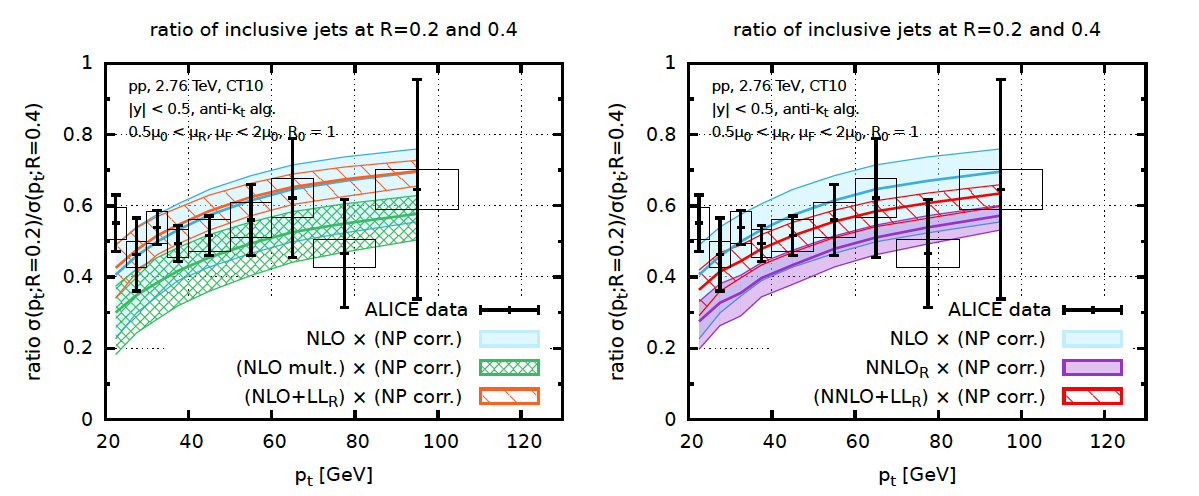 ratio of inclusive jets at R=0.2 and 0.4
pp, 2.76 TeV, CT10
|y| < 0.5, anti-kt alg.
0.5μ0 < μR, μF < 2μ0, R0 = 1
ratio σ(pt;R=0.2)/σ(pt;R=0.4)
1
0.8
0.6
0.4
0.2
0
ALICE data
NLO × (NP corr.)
(NLO mult.) × (NP corr.)
(NLO+LLR) × (NP corr.)
20 40 60 80 100 120
pt [GeV]
ratio of inclusive jets at R=0.2 and 0.4
pp, 2.76 TeV, CT10
|y| < 0.5, anti-kt alg.
0.5μ0 < μR, μF < 2μ0, R0 = 1
ratio σ(pt;R=0.2)/σ(pt;R=0.4)
1
0.8
0.6
0.4
0.2
0
ALICE data
NLO × (NP corr.)
NNLOR × (NP corr.)
(NNLO+LLR) × (NP corr.)
20 40 60 80 100 120
pt [GeV]